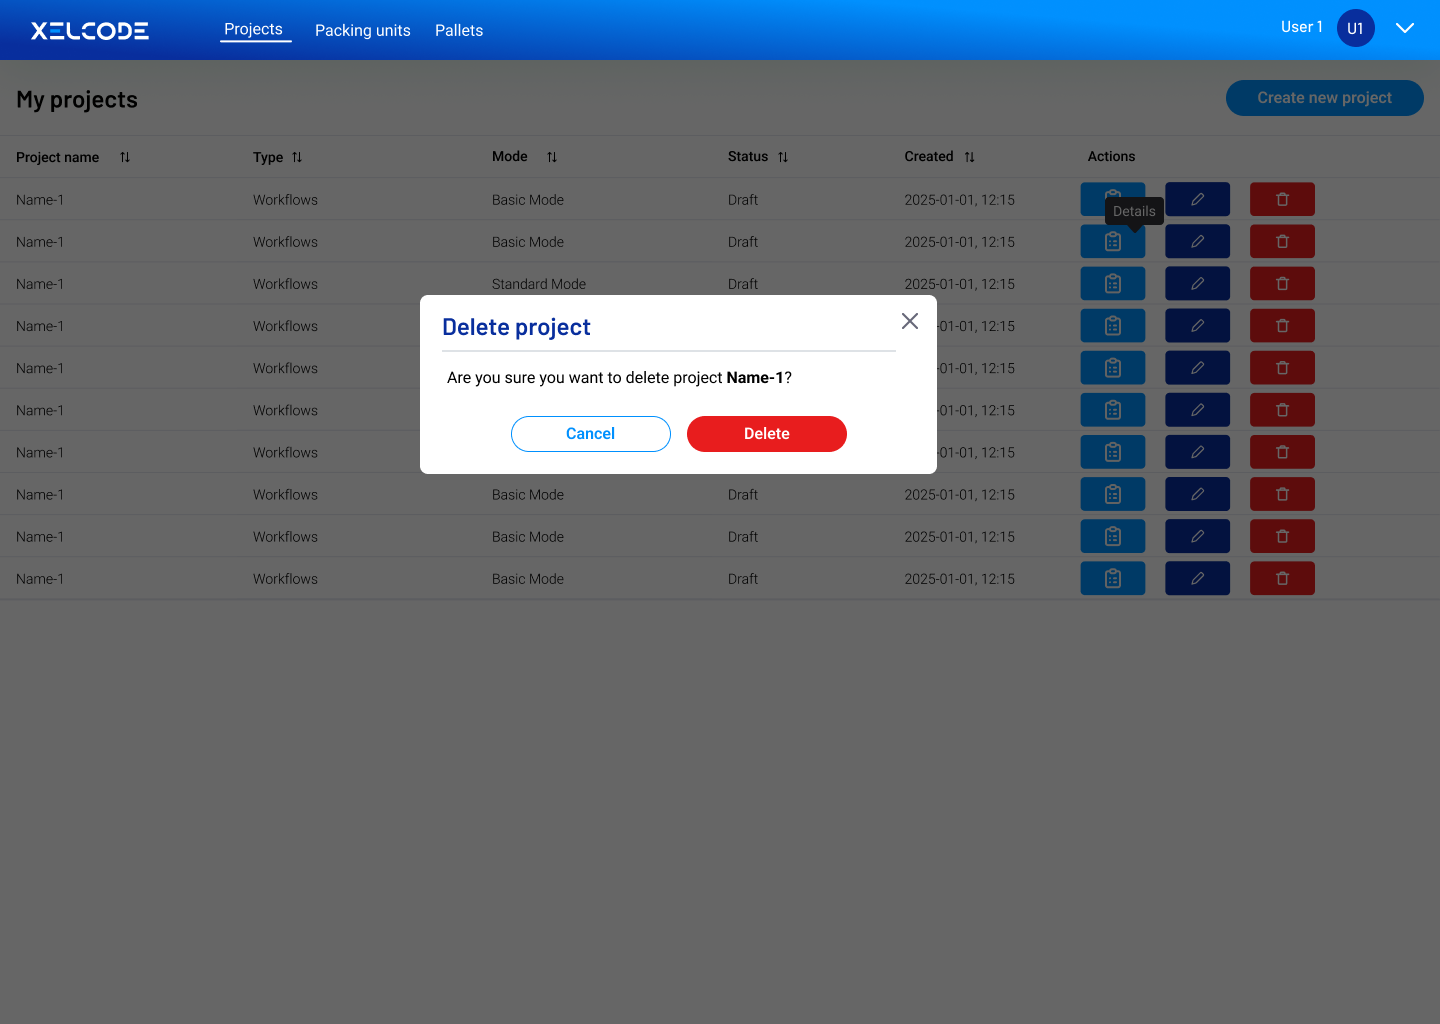 XELCODE Projects Packing units Pallets User 1 U1
My projects Create new project
Project name Type Mode Status Created Actions
Name-1 Workflows Basic Mode Draft 2025-01-01, 12:15
Details
Name-1 Workflows Basic Mode Draft 2025-01-01, 12:15
Name-1 Workflows Standard Mode Draft 2025-01-01, 12:15
Name-1 Workflows -01-01, 12:15
Name-1 Workflows -01-01, 12:15
Name-1 Workflows -01-01, 12:15
Name-1 Workflows -01-01, 12:15
Delete project
Are you sure you want to delete project Name-1?
Cancel Delete
Name-1 Workflows Basic Mode Draft 2025-01-01, 12:15
Name-1 Workflows Basic Mode Draft 2025-01-01, 12:15
Name-1 Workflows Basic Mode Draft 2025-01-01, 12:15